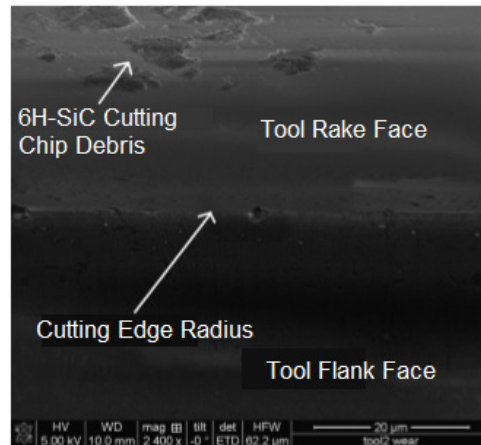 6H-SiC Cutting
Chip Debris
Tool Rake Face
Cutting Edge Radius
Tool Flank Face
HV WD mag ⊞ tilt det HFW 20 µm
5.00 kV 10.0 mm 2 400 x -0 ° ETD 62.2 µm tool2 wear